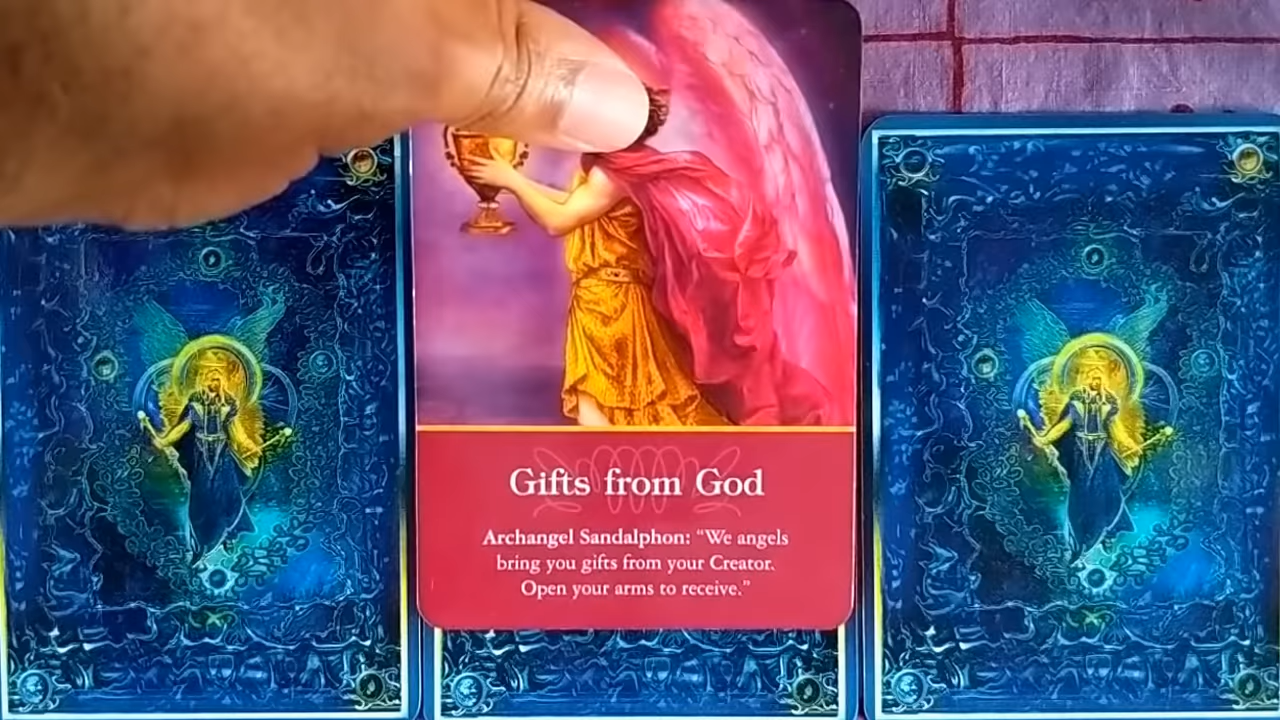 Gifts from God
Archangel Sandalphon: “We angels
bring you gifts from your Creator.
Open your arms to receive.”